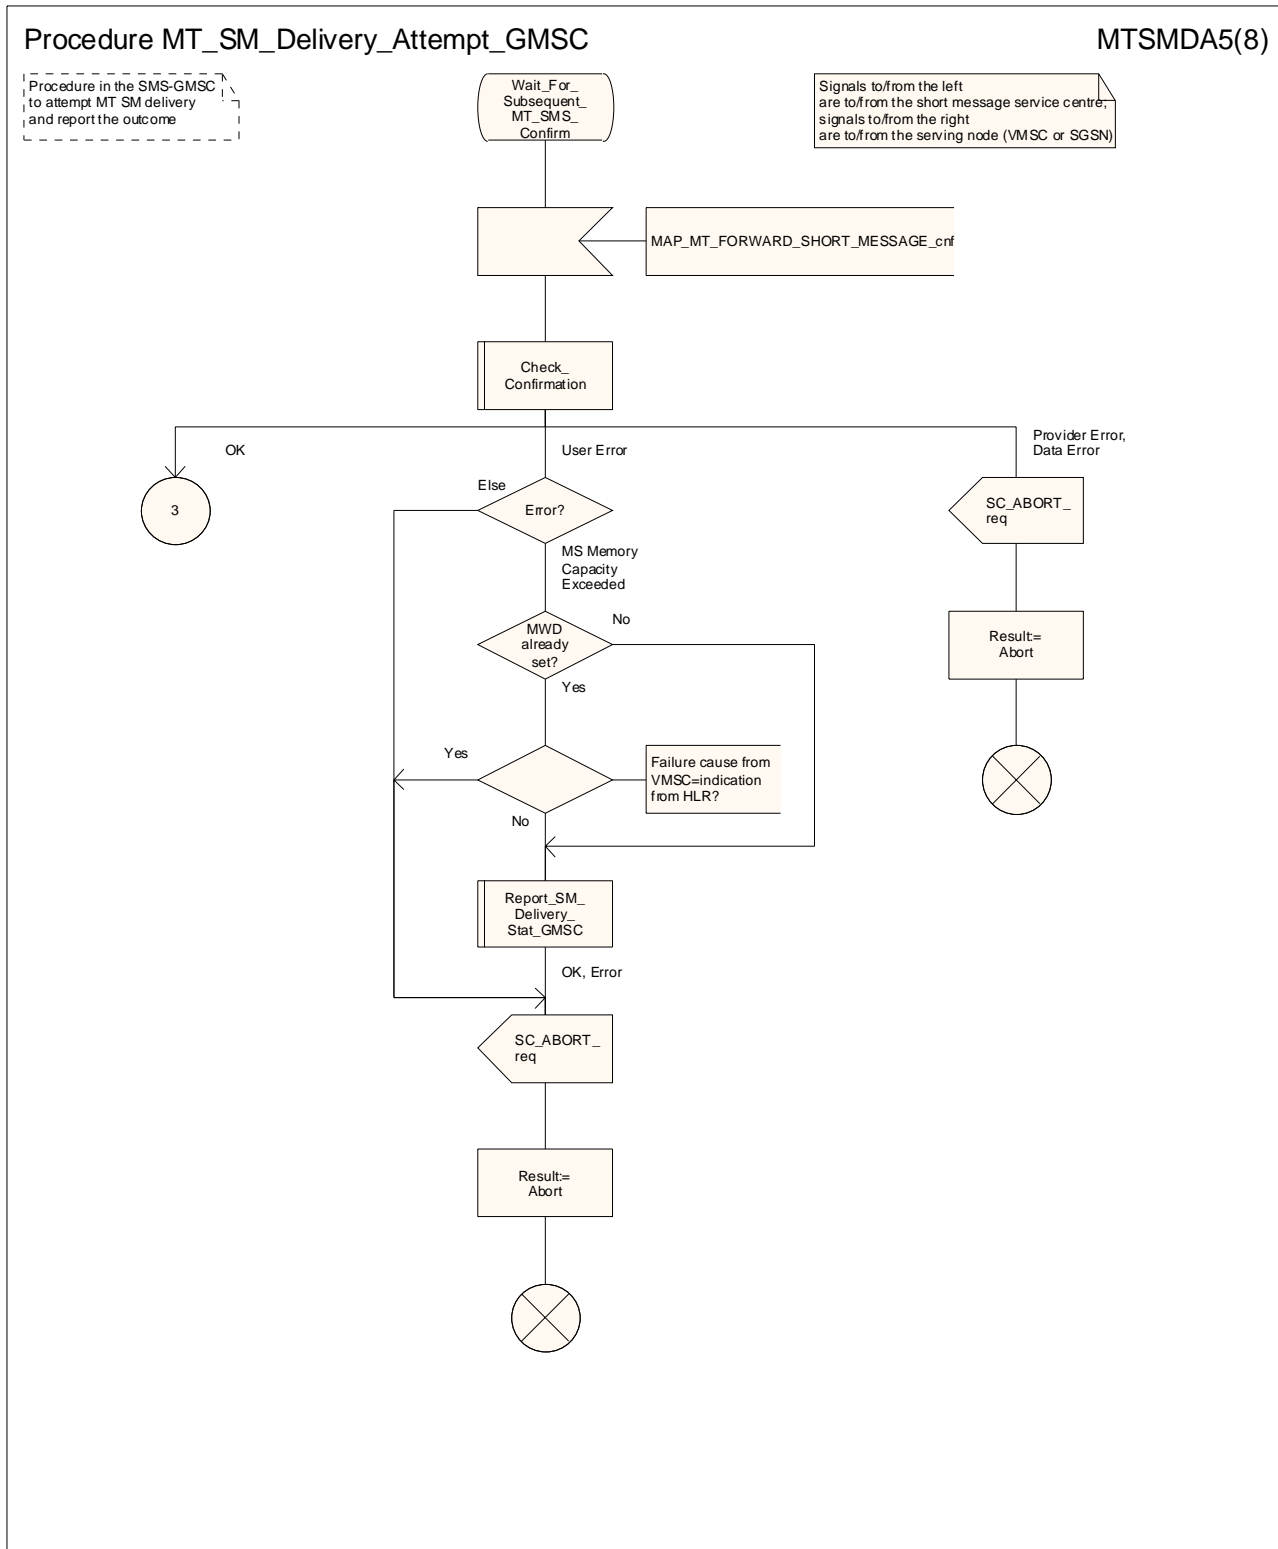 Procedure MT_SM_Delivery_Attempt_GMSC
MTSMDA5(8)
Procedure in the SMS-GMSC
to attempt MT SM delivery
and report the outcome
Wait_For_
Subsequent_
MT_SMS_
Confirm
Signals to/from the left
are to/from the short message service centre;
signals to/from the right
are to/from the serving node (VMSC or SGSN)
MAP_MT_FORWARD_SHORT_MESSAGE_cnf
Check_
Confirmation
OK
User Error
Provider Error,
Data Error
3
Else
Error?
SC_ABORT_
req
MS Memory
Capacity
Exceeded
MWD
already
set?
No
Result:=
Abort
Yes
Yes
Failure cause from
VMSC=indication
from HLR?
No
Report_SM_
Delivery_
Stat_GMSC
OK, Error
SC_ABORT_
req
Result:=
Abort